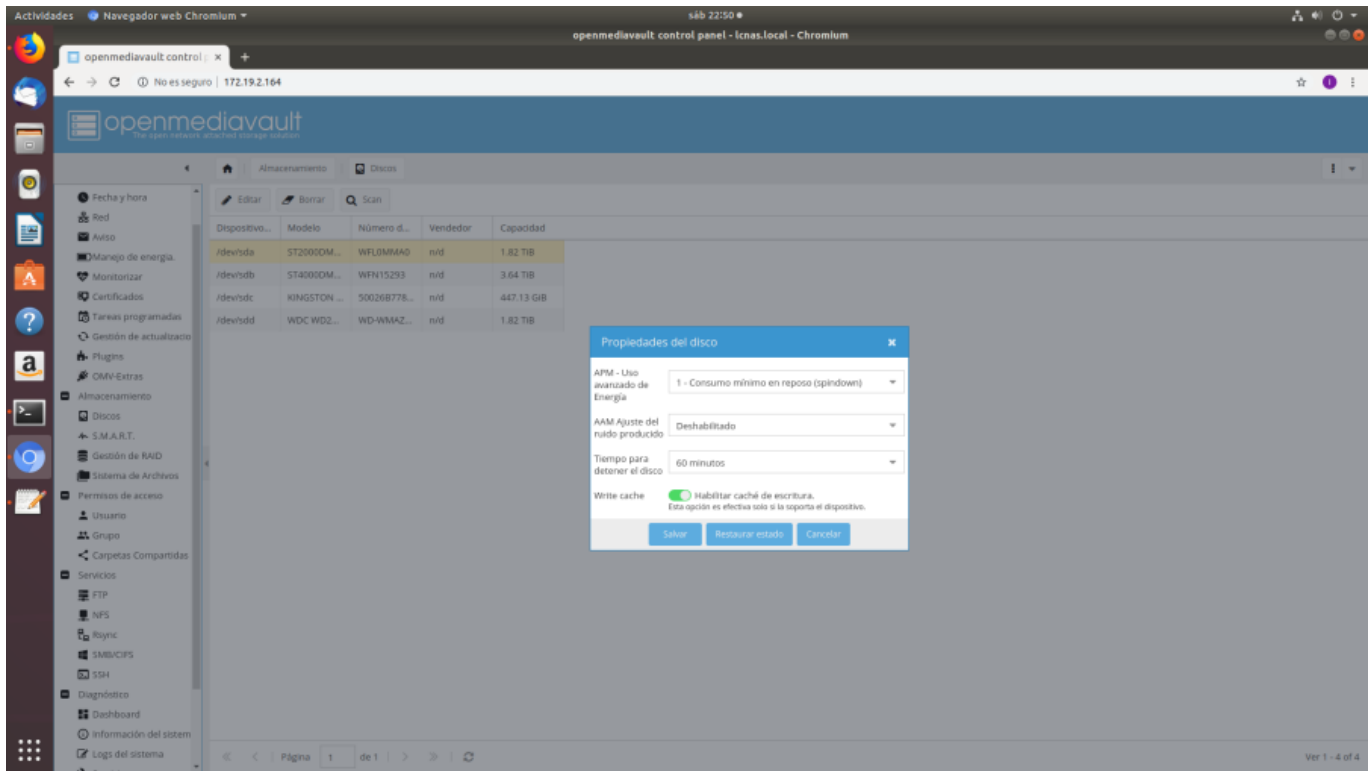 Actividades Navegador web Chromium sáb 22:50
openmediavault control panel - lcnas.local - Chromium
openmediavault control
No es seguro 172.19.2.164
openmediavault
The open network attached storage solution
Almacenamiento Discos
Fecha y hora
Red
Aviso
Manejo de energía.
Monitorizar
Certificados
Tareas programadas
Gestión de actualizacio
Plugins
OMV-Extras
Almacenamiento
Discos
S.M.A.R.T.
Gestión de RAID
Sistema de Archivos
Permisos de acceso
Usuario
Grupo
Carpetas Compartidas
Servicios
FTP
NFS
Rsync
SMB/CIFS
SSH
Diagnóstico
Dashboard
Información del sistem
Logs del sistema
Editar Borrar Scan
Dispositivo... Modelo Número d... Vendedor Capacidad
/dev/sda ST2000DM... WFL0MMA0 n/d 1.82 TiB
/dev/sdb ST4000DM... WFN15293 n/d 3.64 TiB
/dev/sdc KINGSTON ... 50026B778... n/d 447.13 GiB
/dev/sdd WDC WD2... WD-WMAZ... n/d 1.82 TiB
Propiedades del disco
APM - Uso avanzado de Energía
1 - Consumo mínimo en reposo (spindown)
AAM Ajuste del ruido producido
Deshabilitado
Tiempo para detener el disco
60 minutos
Write cache
Habilitar caché de escritura.
Esta opción es efectiva solo si la soporta el dispositivo.
Salvar Restaurar estado Cancelar
Página 1 de 1
Ver 1 - 4 of 4